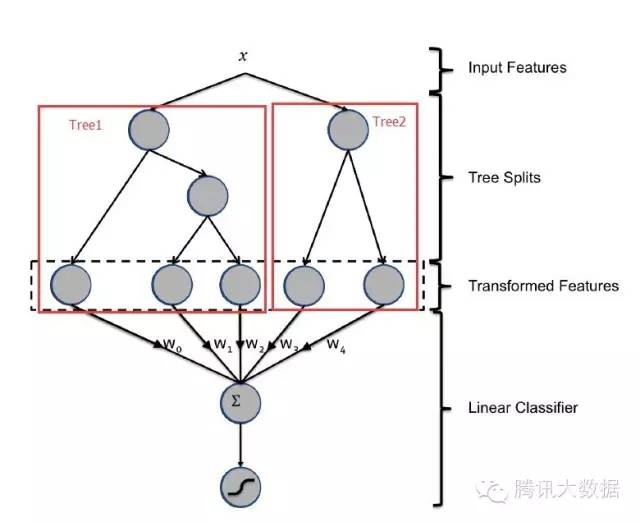 x
Input Features
Tree1
Tree2
Tree Splits
Transformed Features
W₀
W₁
W₂
W₃
W₄
Σ
Linear Classifier
腾讯大数据